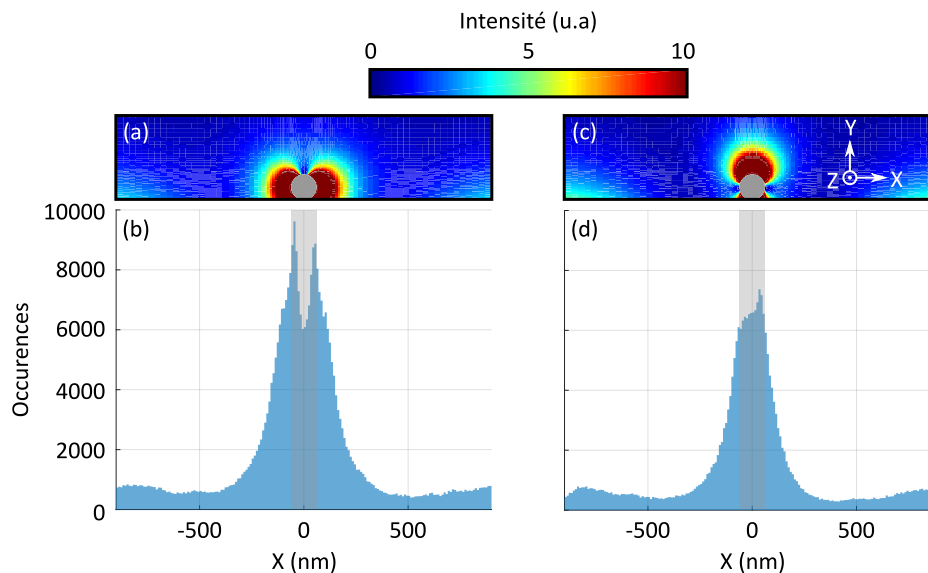 Intensité (u.a)
0 5 10
(a)
(c)
Y
Z X
(b)
(d)
10000
8000
6000
4000
2000
0
Occurences
-500 0 500
X (nm)
-500 0 500
X (nm)